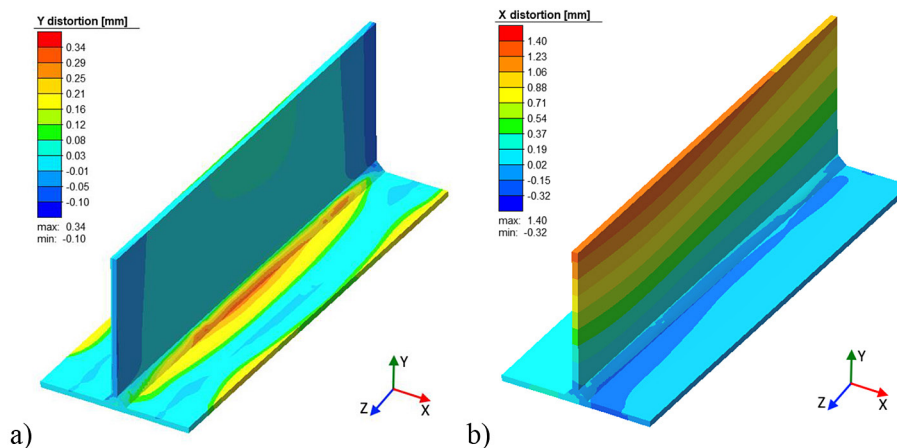 Y distortion [mm]
0.34
0.29
0.25
0.20
0.16
0.12
0.08
0.03
-0.01
-0.05
-0.10
max: 0.34
min: -0.10
Y
X
Z
a)
X distortion [mm]
1.40
1.23
1.06
0.88
0.71
0.54
0.37
0.19
0.02
-0.15
-0.32
max: 1.40
min: -0.32
Y
X
Z
b)